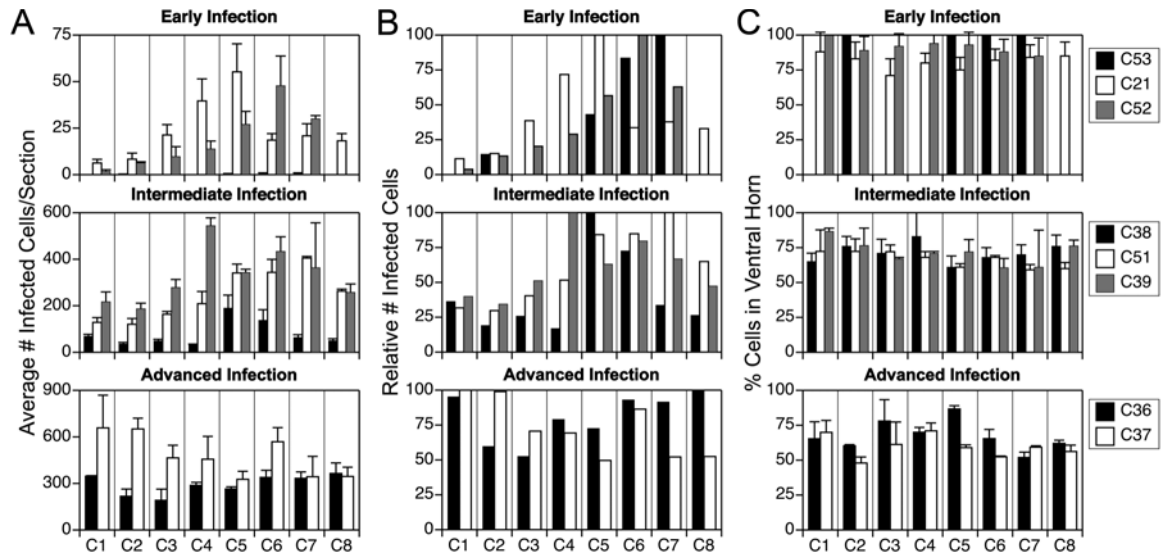 A
Early Infection
75
50
25
0
Intermediate Infection
600
400
200
0
Advanced Infection
900
600
300
0
Average # Infected Cells/Section
C1 C2 C3 C4 C5 C6 C7 C8
B
Early Infection
100
75
50
25
0
Intermediate Infection
100
75
50
25
0
Advanced Infection
100
75
50
25
0
Relative # Infected Cells
C1 C2 C3 C4 C5 C6 C7 C8
C
Early Infection
100
75
50
25
0
Intermediate Infection
100
75
50
25
0
Advanced Infection
100
75
50
25
0
% Cells in Ventral Horn
C1 C2 C3 C4 C5 C6 C7 C8
C53
C21
C52
C38
C51
C39
C36
C37